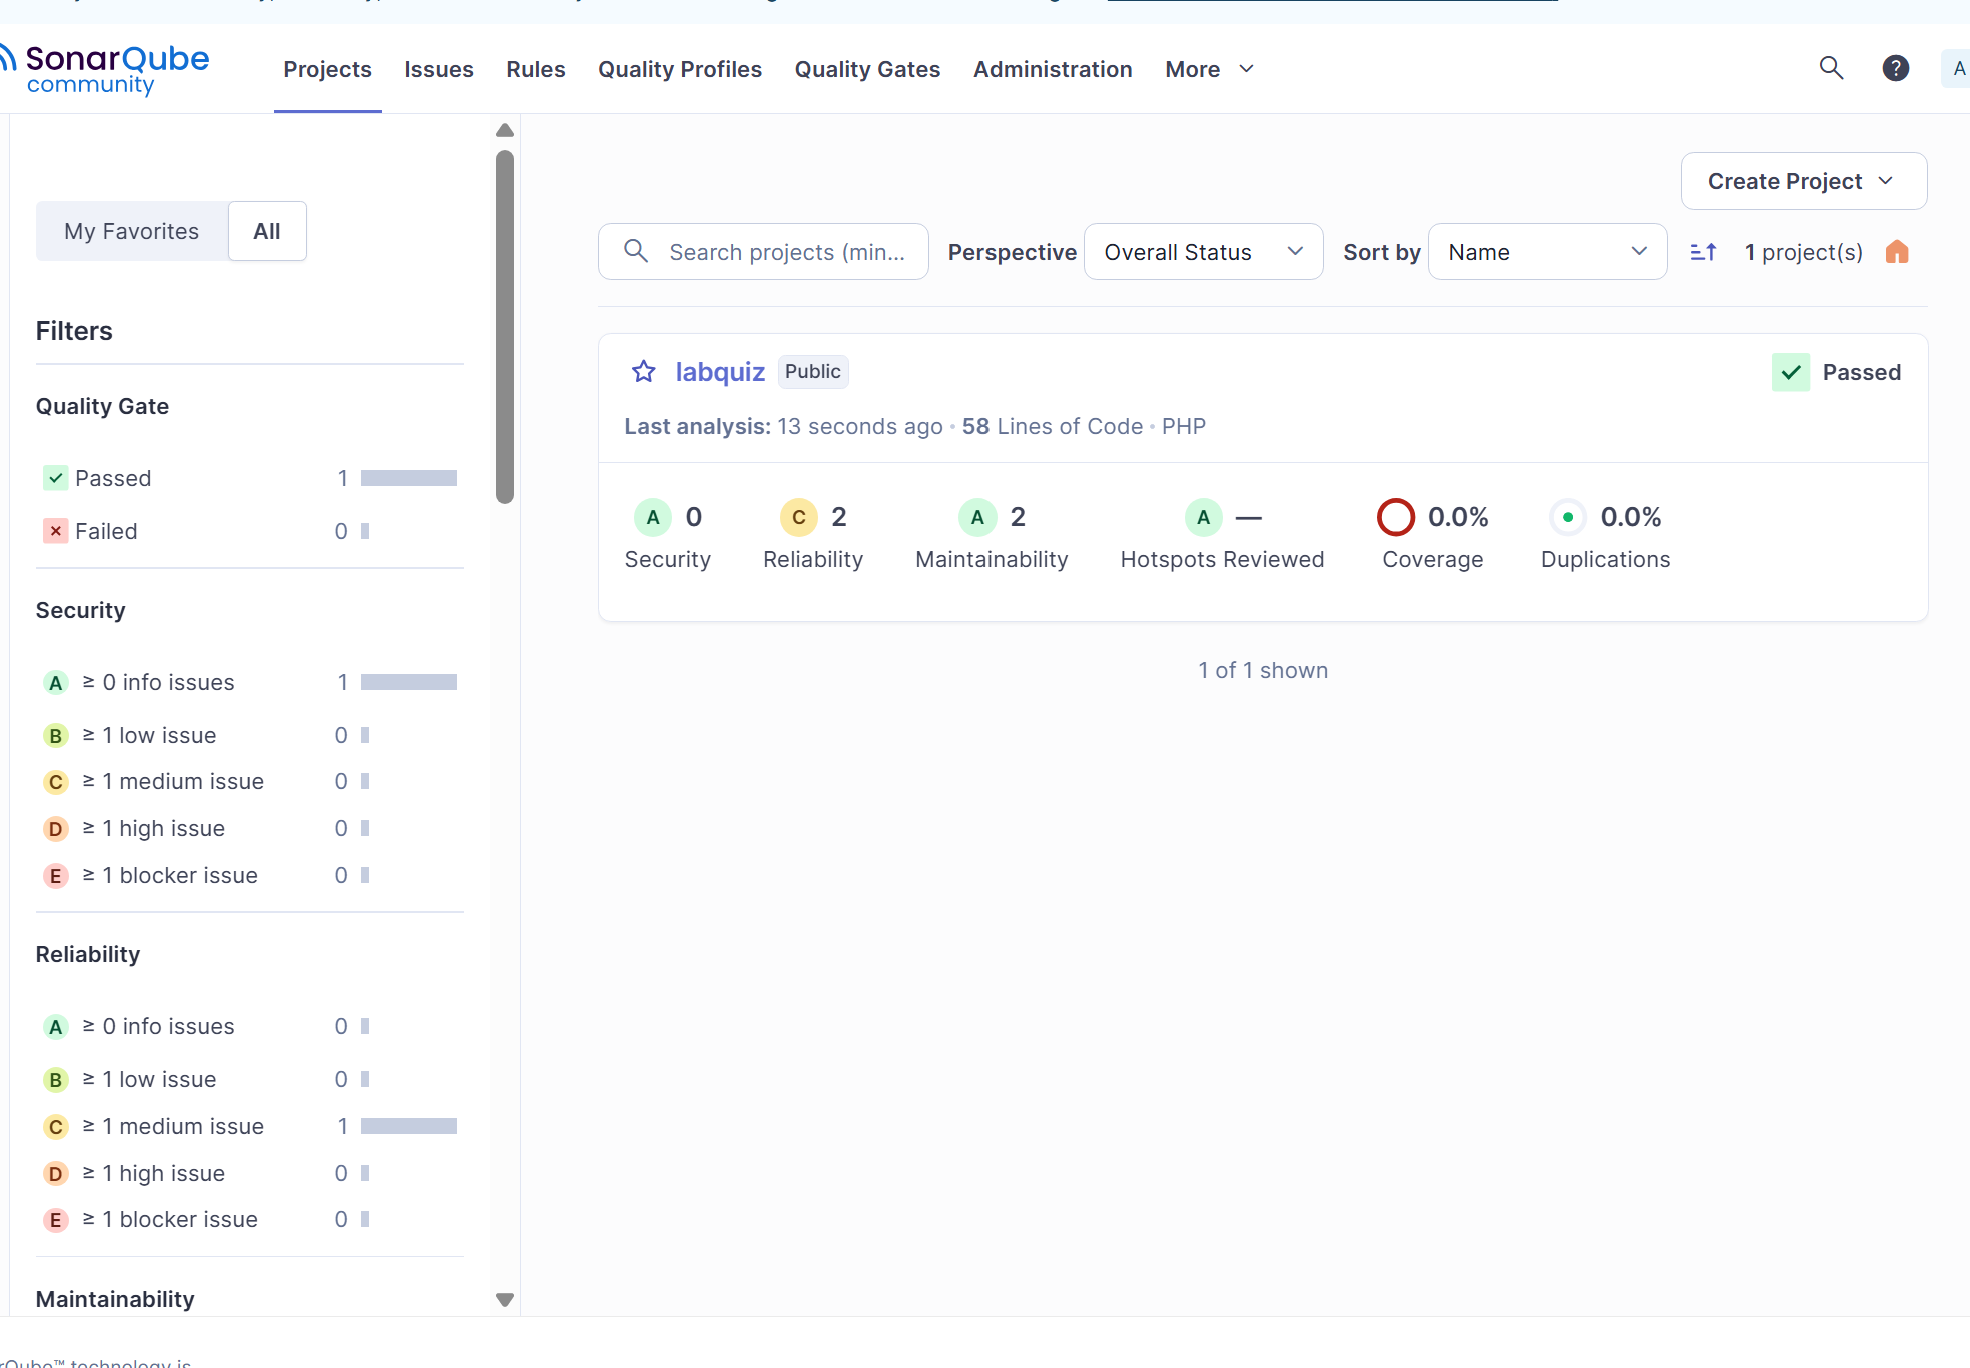 SonarQube
community
Projects
Issues
Rules
Quality Profiles
Quality Gates
Administration
More
?
A
My Favorites
All
Filters
Quality Gate
Passed 1
Failed 0
Security
A ≥ 0 info issues 1
B ≥ 1 low issue 0
C ≥ 1 medium issue 0
D ≥ 1 high issue 0
E ≥ 1 blocker issue 0
Reliability
A ≥ 0 info issues 0
B ≥ 1 low issue 0
C ≥ 1 medium issue 1
D ≥ 1 high issue 0
E ≥ 1 blocker issue 0
Maintainability
Create Project
Search projects (min...
Perspective
Overall Status
Sort by
Name
1 project(s)
labquiz
Public
Passed
Last analysis: 13 seconds ago • 58 Lines of Code • PHP
A 0
Security
C 2
Reliability
A 2
Maintainability
A —
Hotspots Reviewed
0.0%
Coverage
0.0%
Duplications
1 of 1 shown
rQube™ technology is